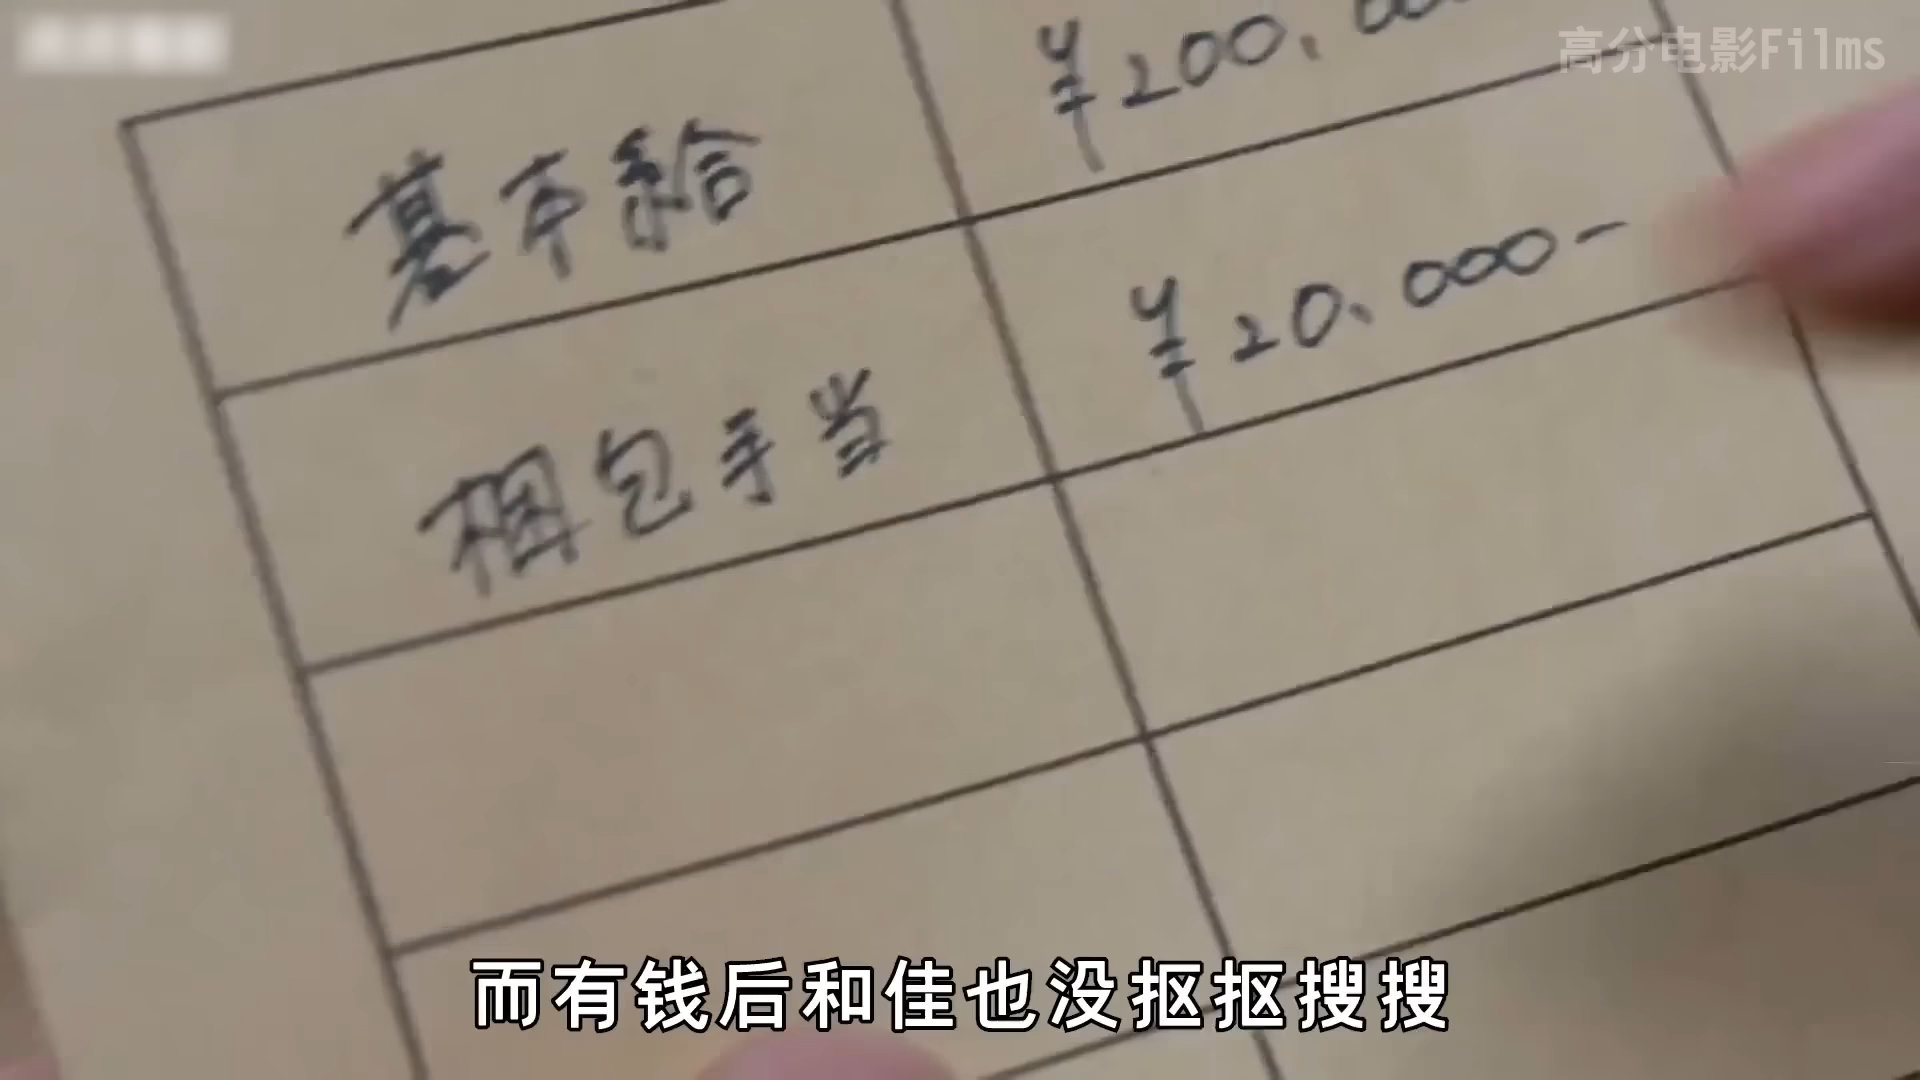 高分电影Films
基本給 ¥200.000
梱包手当 ¥20.000-
而有钱后和佳也没抠抠搜搜